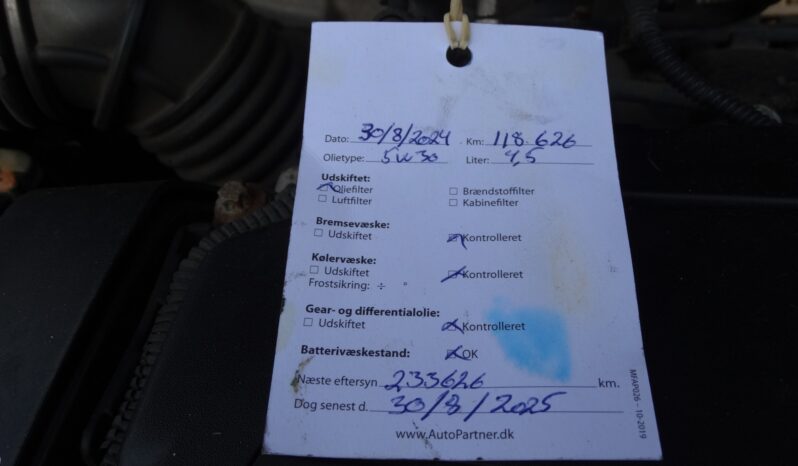 Dato: 30/8/2024 Km: 118.626
Olietype: 5W30 Liter: 4,5
Udskiftet:
Oliefilter Brændstoffilter
Luftfilter Kabinefilter
Bremsevæske:
Udskiftet Kontrolleret
Kølervæske:
Udskiftet Kontrolleret
Frostsikring: ÷ °
Gear- og differentialolie:
Udskiftet Kontrolleret
Batterivæskestand: OK
Næste eftersyn 233626 km.
Dog senest d. 30/8/2025
www.AutoPartner.dk
MFAP026 - 10-2019